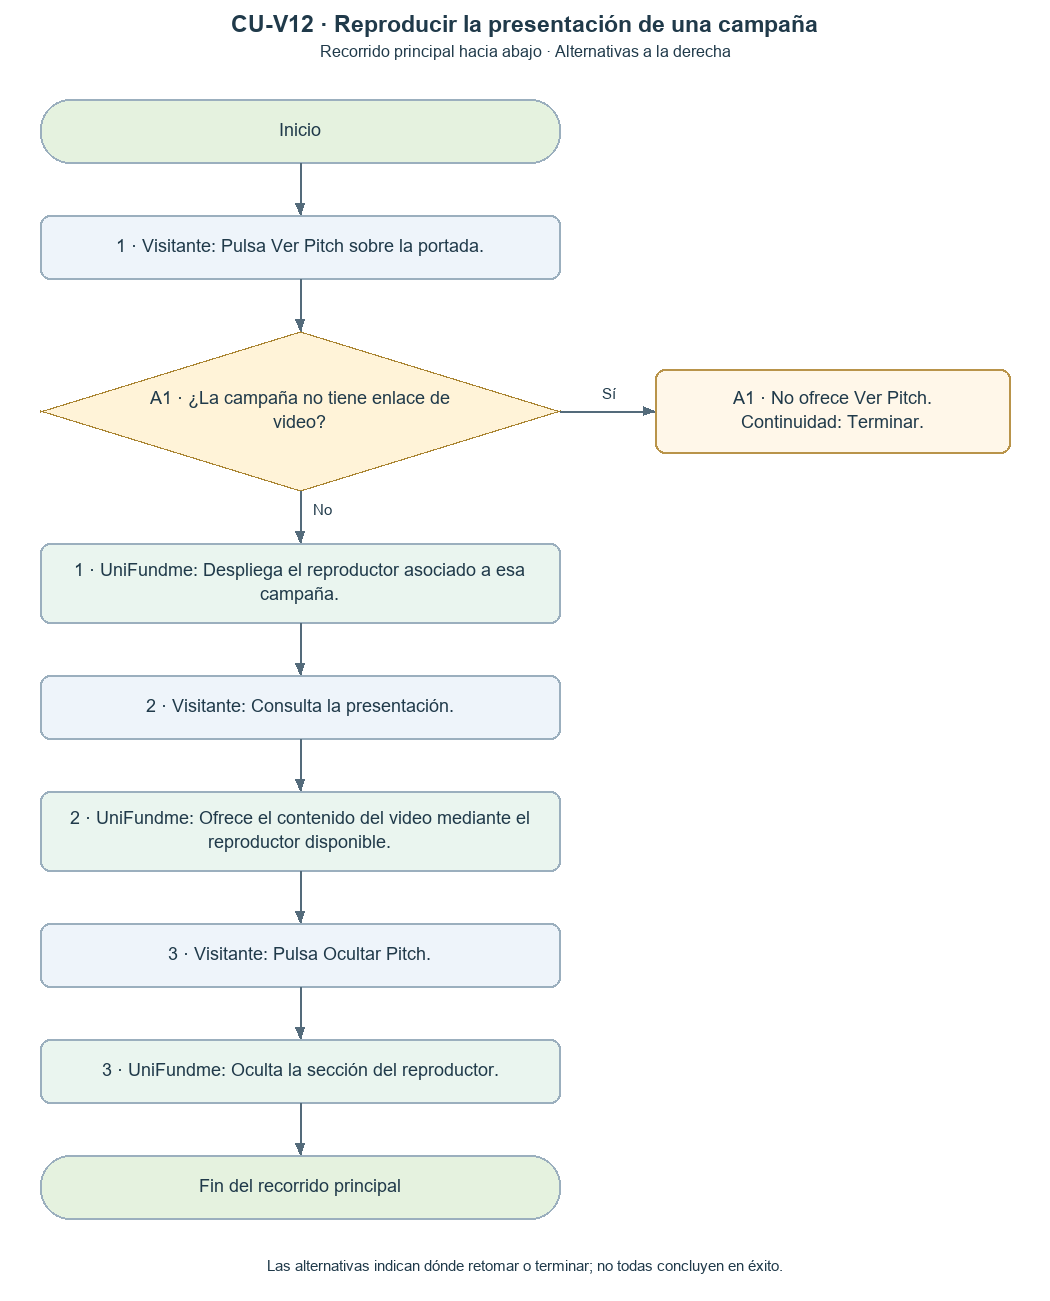 CU-V12 · Reproducir la presentación de una campaña
Recorrido principal hacia abajo · Alternativas a la derecha
Inicio
1 · Visitante: Pulsa Ver Pitch sobre la portada.
A1 · ¿La campaña no tiene enlace de
video?
Sí
A1 · No ofrece Ver Pitch.
Continuidad: Terminar.
No
1 · UniFundme: Despliega el reproductor asociado a esa
campaña.
2 · Visitante: Consulta la presentación.
2 · UniFundme: Ofrece el contenido del video mediante el
reproductor disponible.
3 · Visitante: Pulsa Ocultar Pitch.
3 · UniFundme: Oculta la sección del reproductor.
Fin del recorrido principal
Las alternativas indican dónde retomar o terminar; no todas concluyen en éxito.